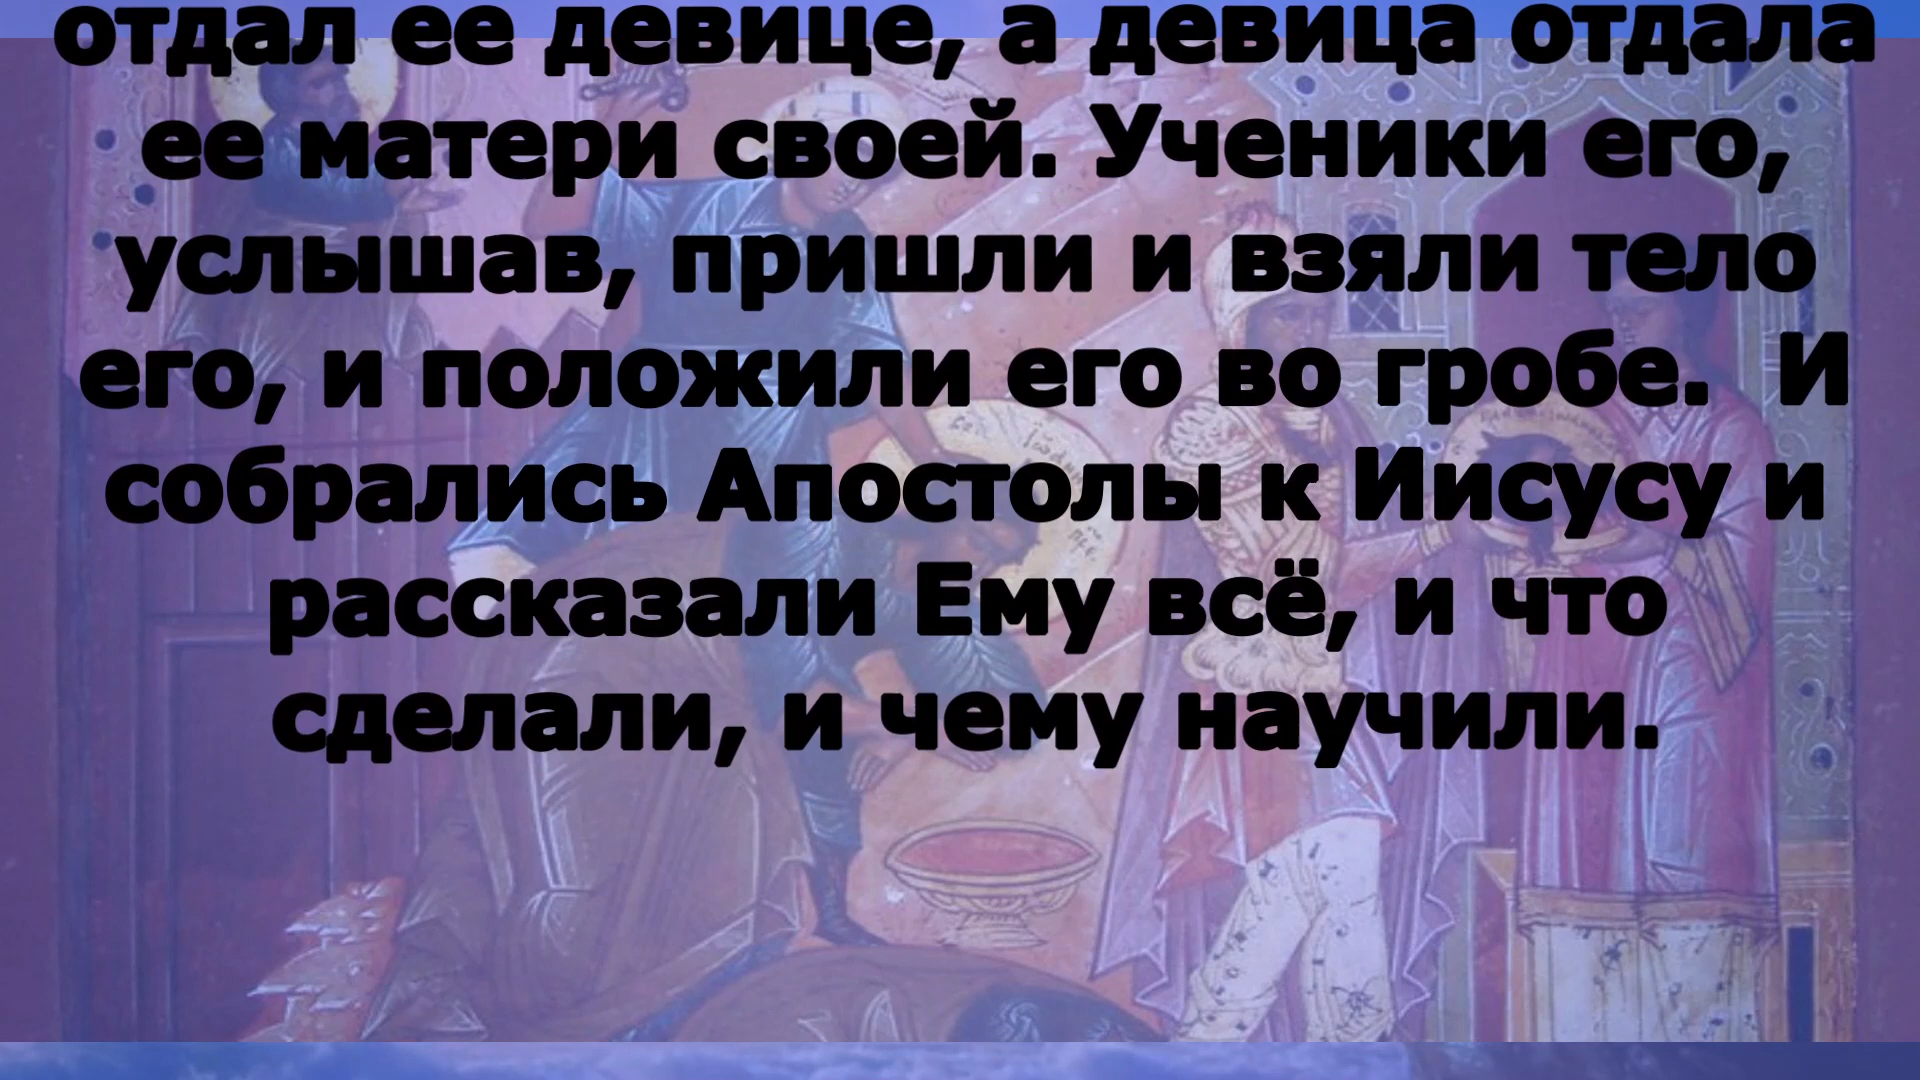 отдал ее девице, а девица отдала
ее матери своей. Ученики его,
услышав, пришли и взяли тело
его, и положили его во гробе. И
собрались Апостолы к Иисусу и
рассказали Ему всё, и что
сделали, и чему научили.